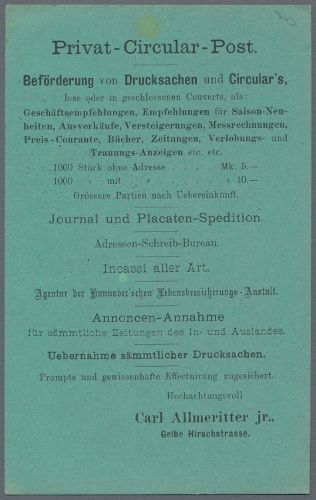 Privat-Circular-Post.
Beförderung von Drucksachen und Circular's,
lose oder in geschlossenen Couverts, als:
Geschäftsempfehlungen, Empfehlungen für Saison-Neu-
heiten, Ausverkäufe, Versteigerungen, Messrechnungen,
Preis-Courante, Bücher, Zeitungen, Verlobungs- und
Trauungs-Anzeigen etc. etc.
1000 Stück ohne Adresse . . . . Mk. 5.—
1000 „ mit „ . . . . „ 10.—
Grössere Partien nach Uebereinkunft.
Journal und Placaten-Spedition.
Adressen-Schreib-Bureau.
Incassi aller Art.
Agentur der Hannover'schen Lebensversicherungs-Anstalt.
Annoncen-Annahme
für sämmtliche Zeitungen des In- und Auslandes.
Uebernahme sämmtlicher Drucksachen.
Prompte und gewissenhafte Effectuirung zugesichert.
Hochachtungsvoll
Carl Allmeritter jr.,
Gelbe Hirschstrasse.